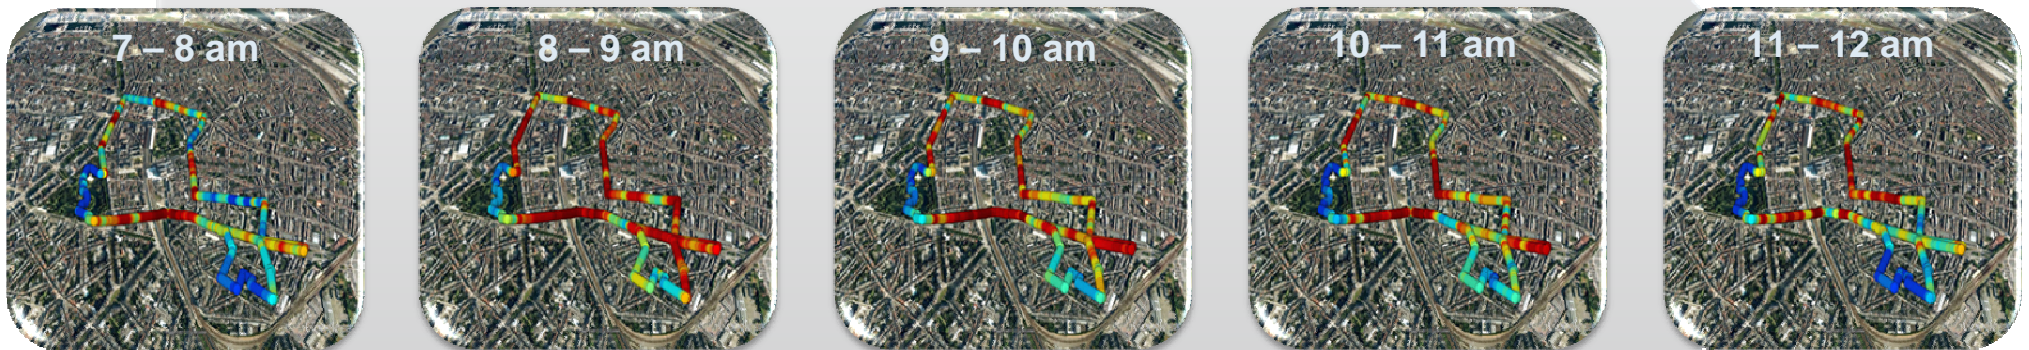 7 – 8 am
8 – 9 am
9 – 10 am
10 – 11 am
11 – 12 am